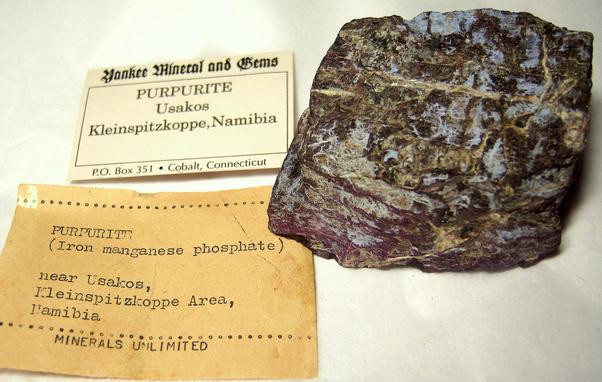 Yankee Mineral and Gems
PURPURITE
Usakos
Kleinspitzkoppe, Namibia
P.O. Box 351 • Cobalt, Connecticut
PURPURITE
(Iron manganese phosphate)
near Usakos,
Kleinspitzkoppe Area,
Namibia
MINERALS UNLIMITED